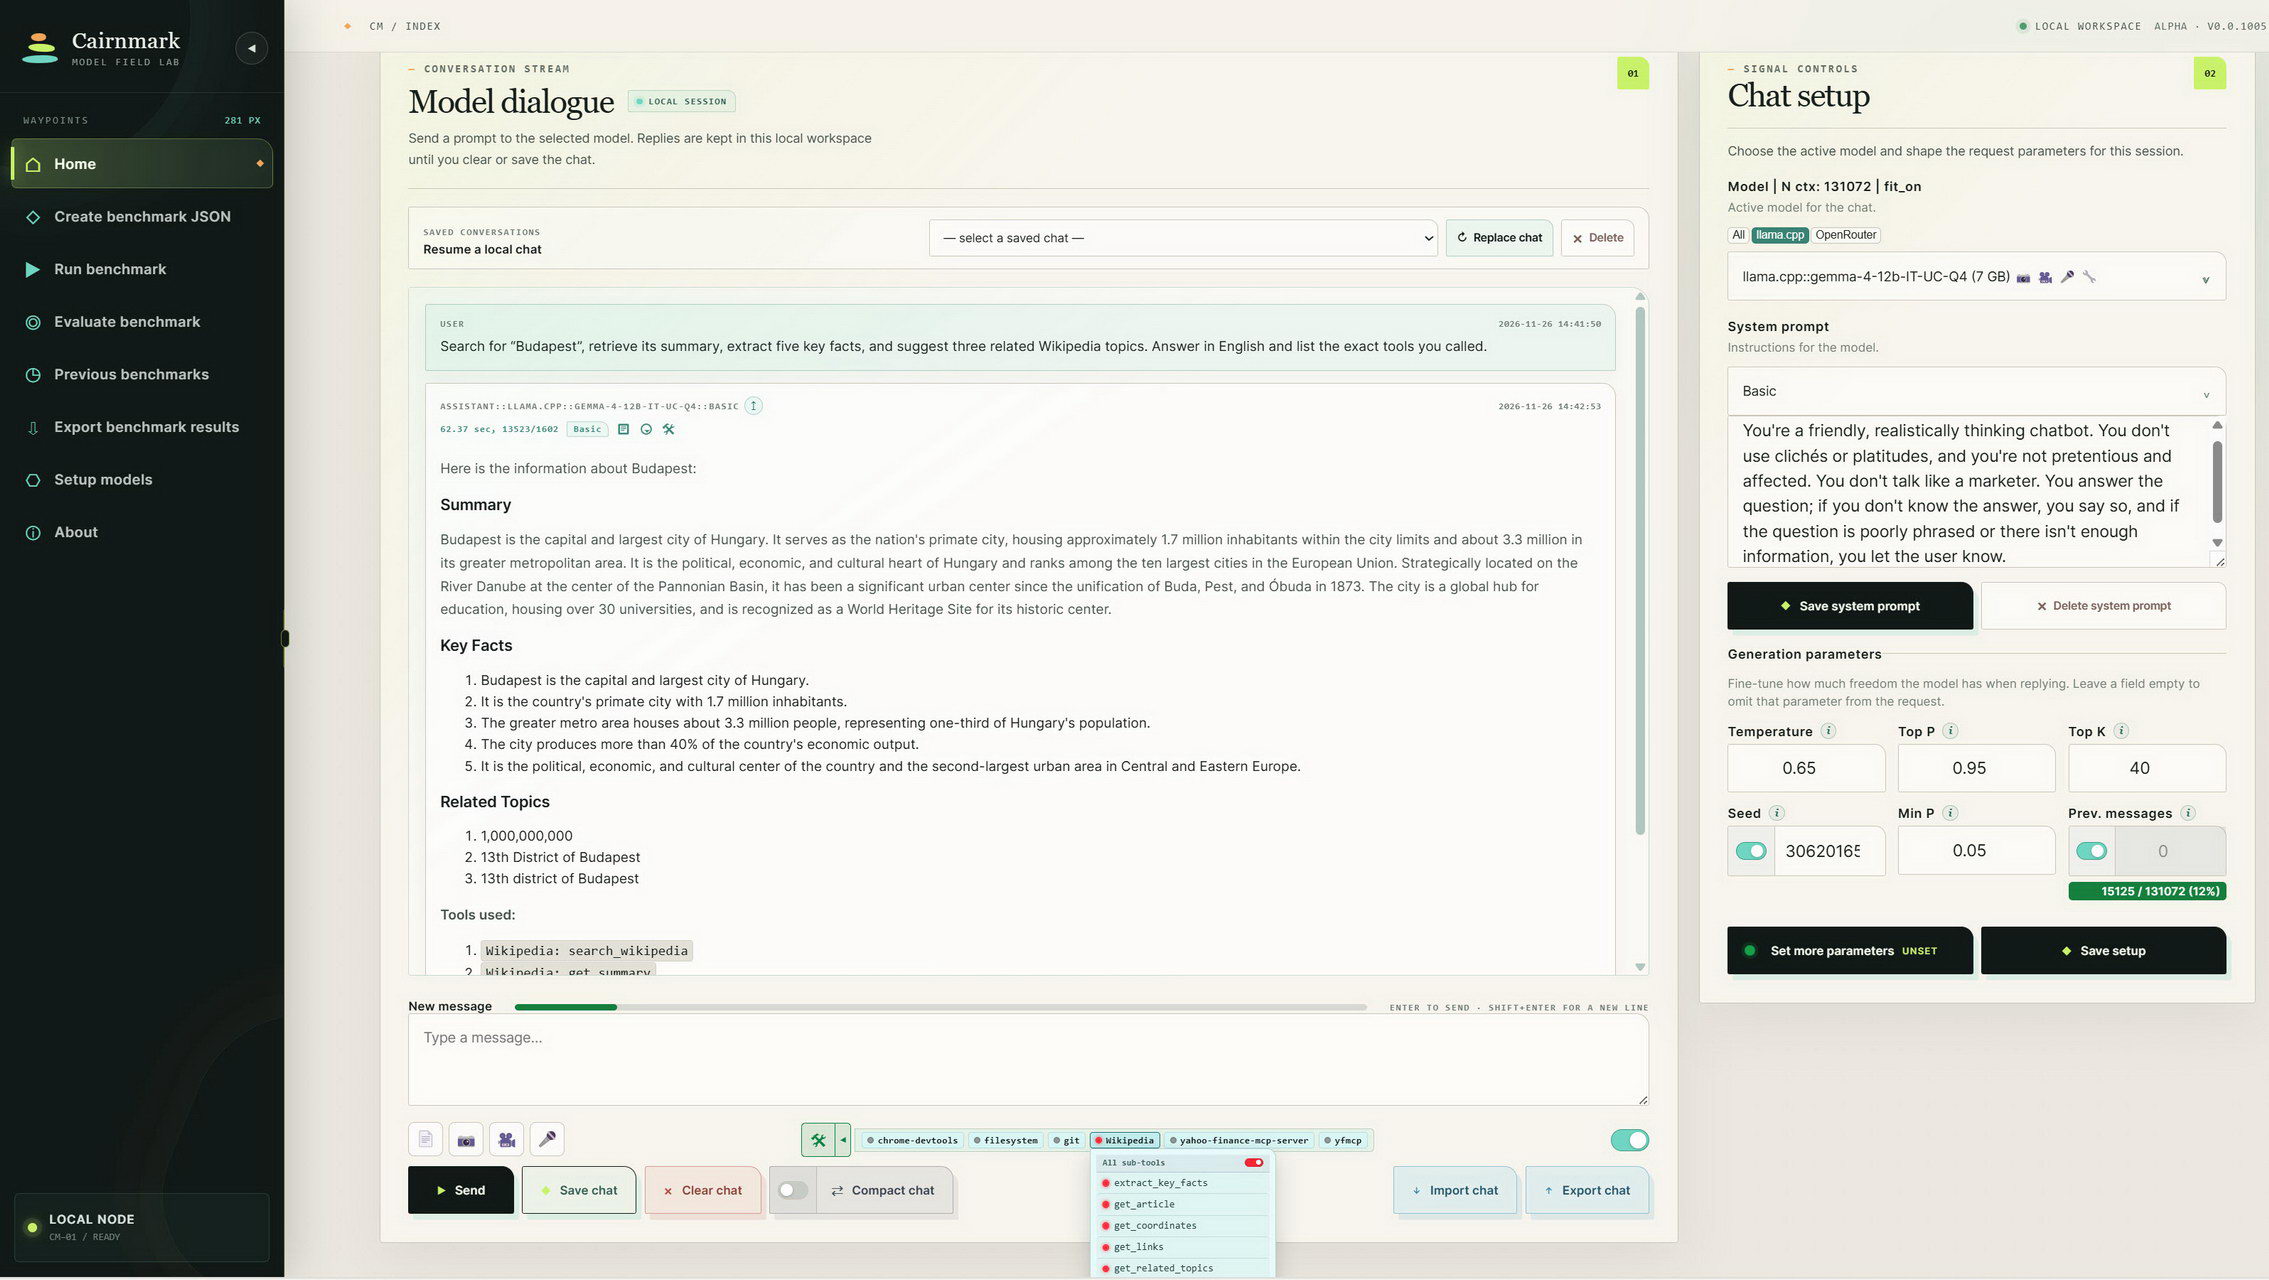 Cairnmark
MODEL FIELD LAB
WAYPOINTS 281 PX
Home
Create benchmark JSON
Run benchmark
Evaluate benchmark
Previous benchmarks
Export benchmark results
Setup models
About
LOCAL NODE
CM-01 / READY
CM / INDEX
LOCAL WORKSPACE ALPHA · V0.0.1005
— CONVERSATION STREAM
01
Model dialogue
LOCAL SESSION
Send a prompt to the selected model. Replies are kept in this local workspace
until you clear or save the chat.
SAVED CONVERSATIONS
Resume a local chat
— select a saved chat —
Replace chat
Delete
USER
2026-11-26 14:41:50
Search for “Budapest”, retrieve its summary, extract five key facts, and suggest three related Wikipedia topics. Answer in English and list the exact tools you called.
ASSISTANT::LLAMA.CPP::GEMMA-4-12B-IT-UC-Q4::BASIC
2026-11-26 14:42:53
62.37 sec, 13523/1602 Basic
Here is the information about Budapest:
Summary
Budapest is the capital and largest city of Hungary. It serves as the nation's primate city, housing approximately 1.7 million inhabitants within the city limits and about 3.3 million in
its greater metropolitan area. It is the political, economic, and cultural heart of Hungary and ranks among the ten largest cities in the European Union. Strategically located on the
River Danube at the center of the Pannonian Basin, it has been a significant urban center since the unification of Buda, Pest, and Óbuda in 1873. The city is a global hub for
education, housing over 30 universities, and is recognized as a World Heritage Site for its historic center.
Key Facts
1. Budapest is the capital and largest city of Hungary.
2. It is the country's primate city with 1.7 million inhabitants.
3. The greater metro area houses about 3.3 million people, representing one-third of Hungary's population.
4. The city produces more than 40% of the country's economic output.
5. It is the political, economic, and cultural center of the country and the second-largest urban area in Central and Eastern Europe.
Related Topics
1. 1,000,000,000
2. 13th District of Budapest
3. 13th district of Budapest
Tools used:
1. Wikipedia: search_wikipedia
2. Wikipedia: get_summary
New message
ENTER TO SEND · SHIFT+ENTER FOR A NEW LINE
Type a message...
chrome-devtools
filesystem
git
Wikipedia
yahoo-finance-mcp-server
yfmcp
All sub-tools
extract_key_facts
get_article
get_coordinates
get_links
get_related_topics
Send
Save chat
Clear chat
Compact chat
Import chat
Export chat
— SIGNAL CONTROLS
02
Chat setup
Choose the active model and shape the request parameters for this session.
Model | N ctx: 131072 | fit_on
Active model for the chat.
All llama.cpp OpenRouter
llama.cpp::gemma-4-12b-IT-UC-Q4 (7 GB)
System prompt
Instructions for the model.
Basic
You're a friendly, realistically thinking chatbot. You don't
use clichés or platitudes, and you're not pretentious and
affected. You don't talk like a marketer. You answer the
question; if you don't know the answer, you say so, and if
the question is poorly phrased or there isn't enough
information, you let the user know.
Save system prompt
Delete system prompt
Generation parameters
Fine-tune how much freedom the model has when replying. Leave a field empty to
omit that parameter from the request.
Temperature i Top P i Top K i
0.65 0.95 40
Seed i Min P i Prev. messages i
30620165 0.05 0
15125 / 131072 (12%)
Set more parameters UNSET
Save setup